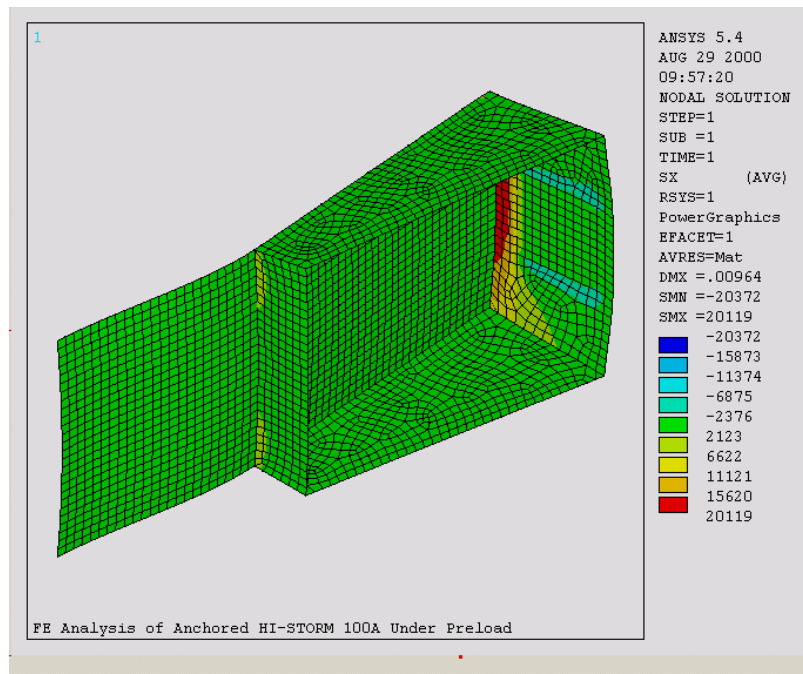 1
ANSYS 5.4
AUG 29 2000
09:57:20
NODAL SOLUTION
STEP=1
SUB =1
TIME=1
SX (AVG)
RSYS=1
PowerGraphics
EFACET=1
AVRES=Mat
DMX =.00964
SMN =-20372
SMX =20119
-20372
-15873
-11374
-6875
-2376
2123
6622
11121
15620
20119
FE Analysis of Anchored HI-STORM 100A Under Preload